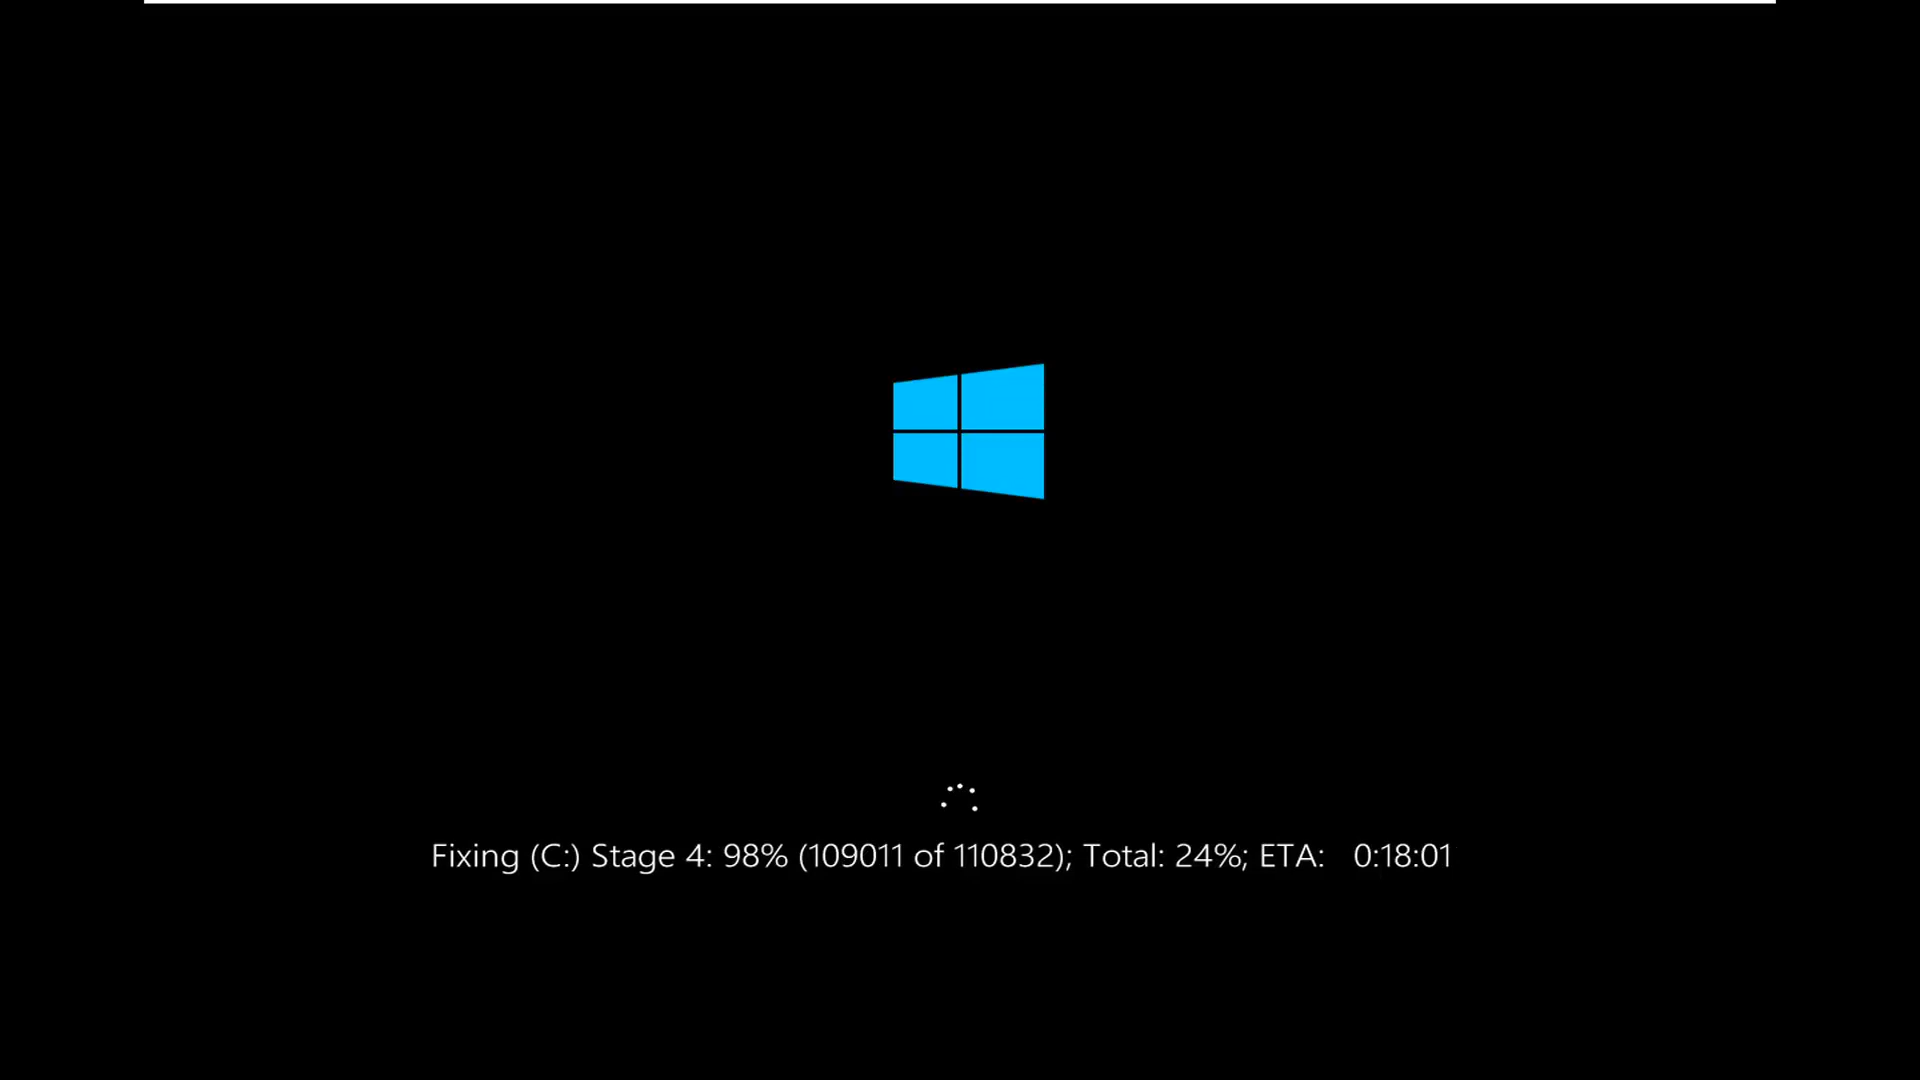 Fixing (C:) Stage 4: 98% (109011 of 110832); Total: 24%; ETA:   0:18:01